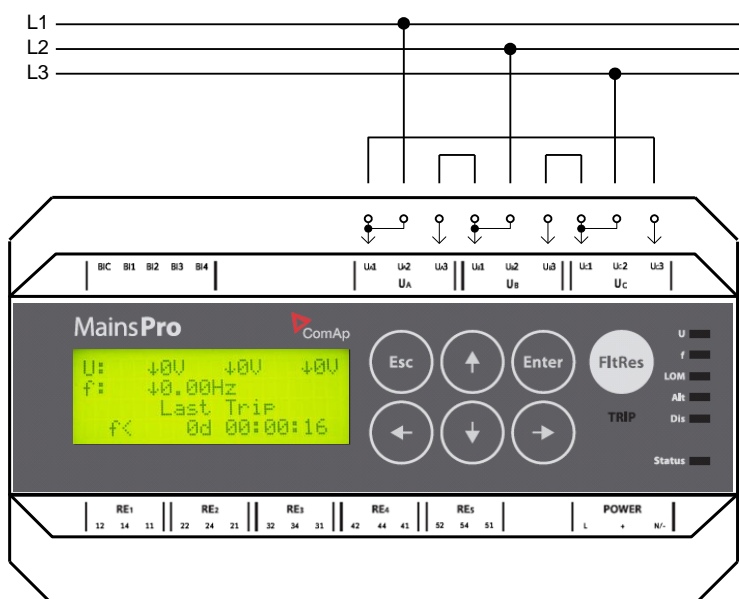 L1
L2
L3
BIC BI1 BI2 BI3 BI4
UA1 UA2 UA3 UB1 UB2 UB3 UC1 UC2 UC3
UA UB UC
MainsPro
ComAp
U: ↓0V ↓0V ↓0V
f: ↓0.00Hz
Last Trip
f< 0d 00:00:16
Esc ↑ Enter FltRes
← ↓ →
TRIP
U
f
LOM
Alt
Dis
Status
RE1 RE2 RE3 RE4 RE5 POWER
12 14 11 22 24 21 32 34 31 42 44 41 52 54 51 L + N/-